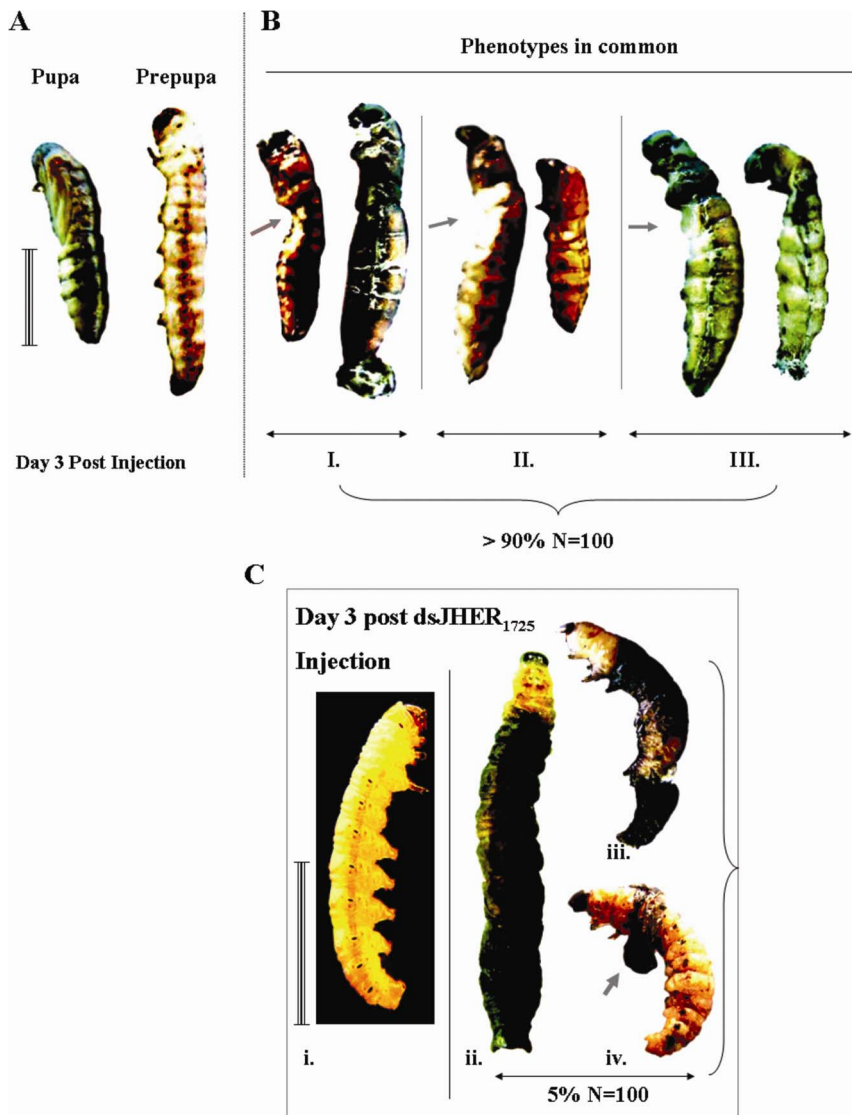 A
B
Phenotypes in common
Pupa
Prepupa
Day 3 Post Injection
I.
II.
III.
> 90% N=100
C
Day 3 post dsJHER1725
Injection
i.
ii.
iii.
iv.
5% N=100